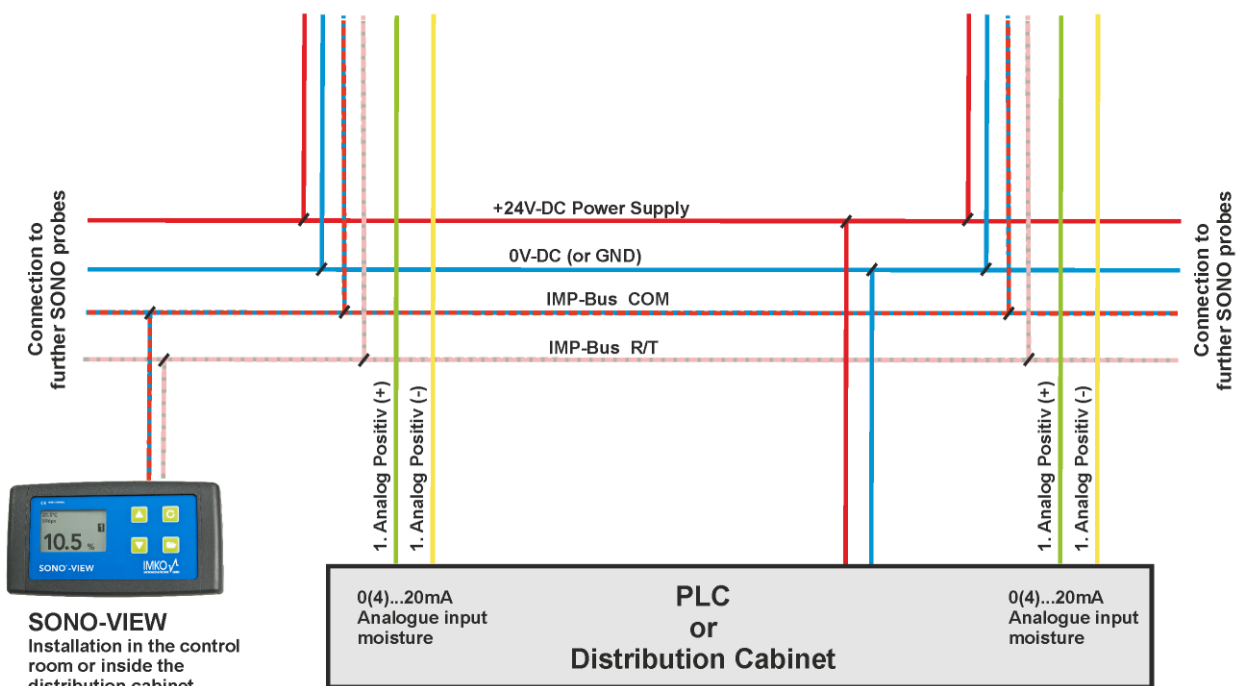 Connection to
further SONO probes
+24V-DC Power Supply
0V-DC (or GND)
IMP-Bus COM
IMP-Bus R/T
Connection to
further SONO probes
1. Analog Positiv (+)
1. Analog Positiv (-)
1. Analog Positiv (+)
1. Analog Positiv (-)
10.5 %
1
SONO-VIEW
IMKO
SONO-VIEW
Installation in the control
room or inside the
distribution cabinet
0(4)...20mA
Analogue input
moisture
PLC
or
Distribution Cabinet
0(4)...20mA
Analogue input
moisture